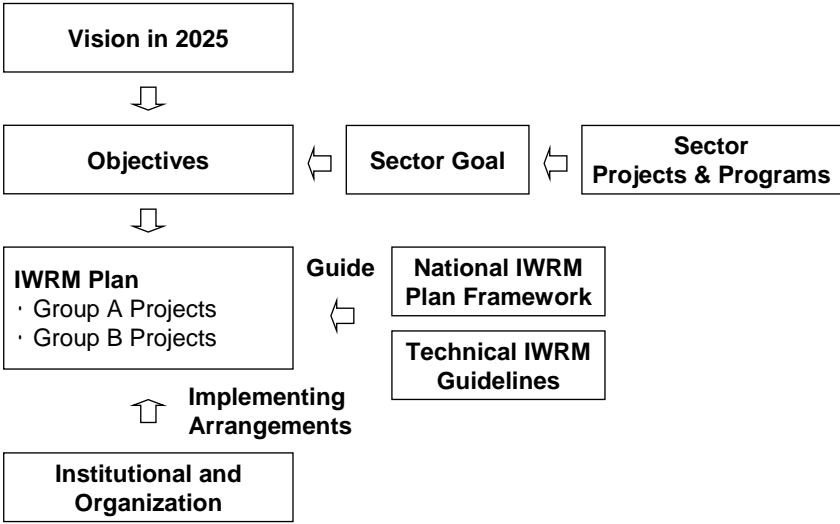 Vision in 2025
Objectives
Sector Goal
Sector
Projects & Programs
IWRM Plan
· Group A Projects
· Group B Projects
Guide
National IWRM
Plan Framework
Technical IWRM
Guidelines
Implementing
Arrangements
Institutional and
Organization